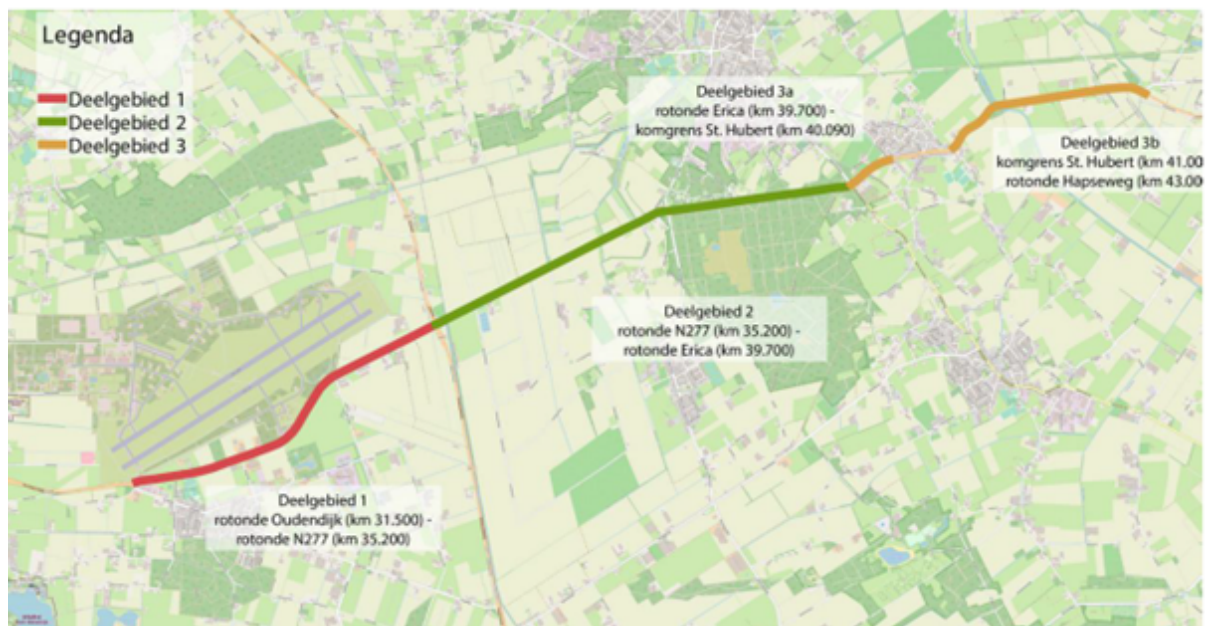 Legenda
Deelgebied 1
Deelgebied 2
Deelgebied 3
Deelgebied 3a
rotonde Erica (km 39.700) -
komgrens St. Hubert (km 40.090)
Deelgebied 3b
komgrens St. Hubert (km 41.00
rotonde Hapseweg (km 43.00
Deelgebied 2
rotonde N277 (km 35.200) -
rotonde Erica (km 39.700)
Deelgebied 1
rotonde Oudendijk (km 31.500) -
rotonde N277 (km 35.200)